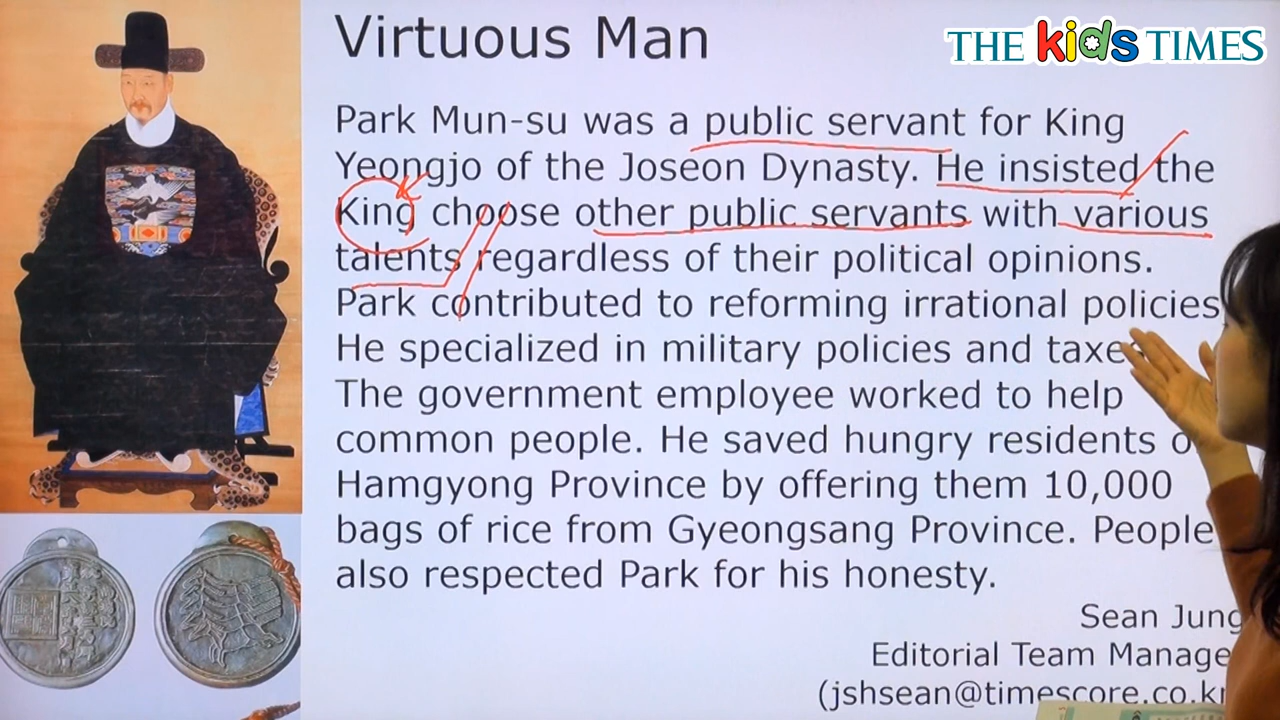 Virtuous Man
THE kids TIMES
Park Mun-su was a public servant for King
Yeongjo of the Joseon Dynasty. He insisted the
King choose other public servants with various
talents regardless of their political opinions.
Park contributed to reforming irrational policies
He specialized in military policies and
The government employee worked to help
common people. He saved hungry residents
Hamgyong Province by offering them 10,000
bags of rice from Gyeongsang Province. People
also respected Park for his honesty.
Sean Jung
Editorial Team
(jshsean@timescore.co.kr